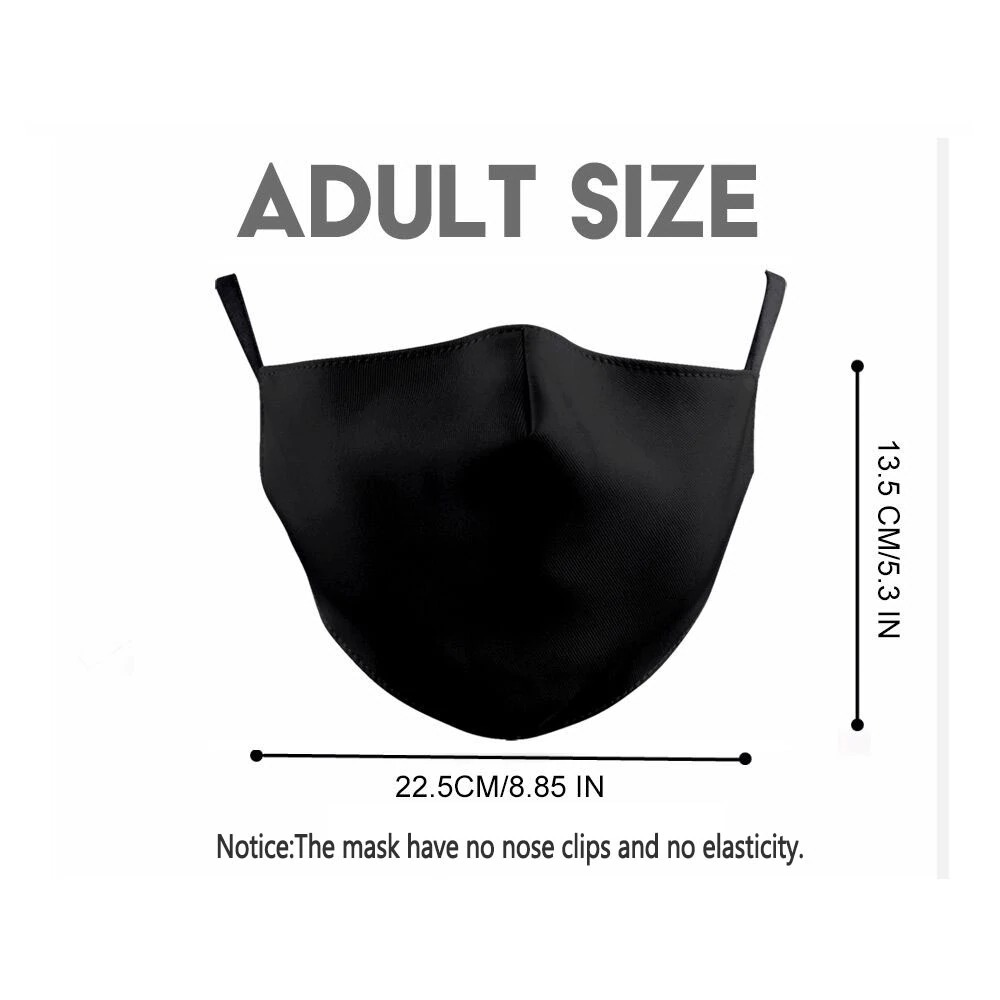 ADULT SIZE
13.5 CM/5.3 IN
22.5CM/8.85 IN
Notice:The mask have no nose clips and no elasticity.